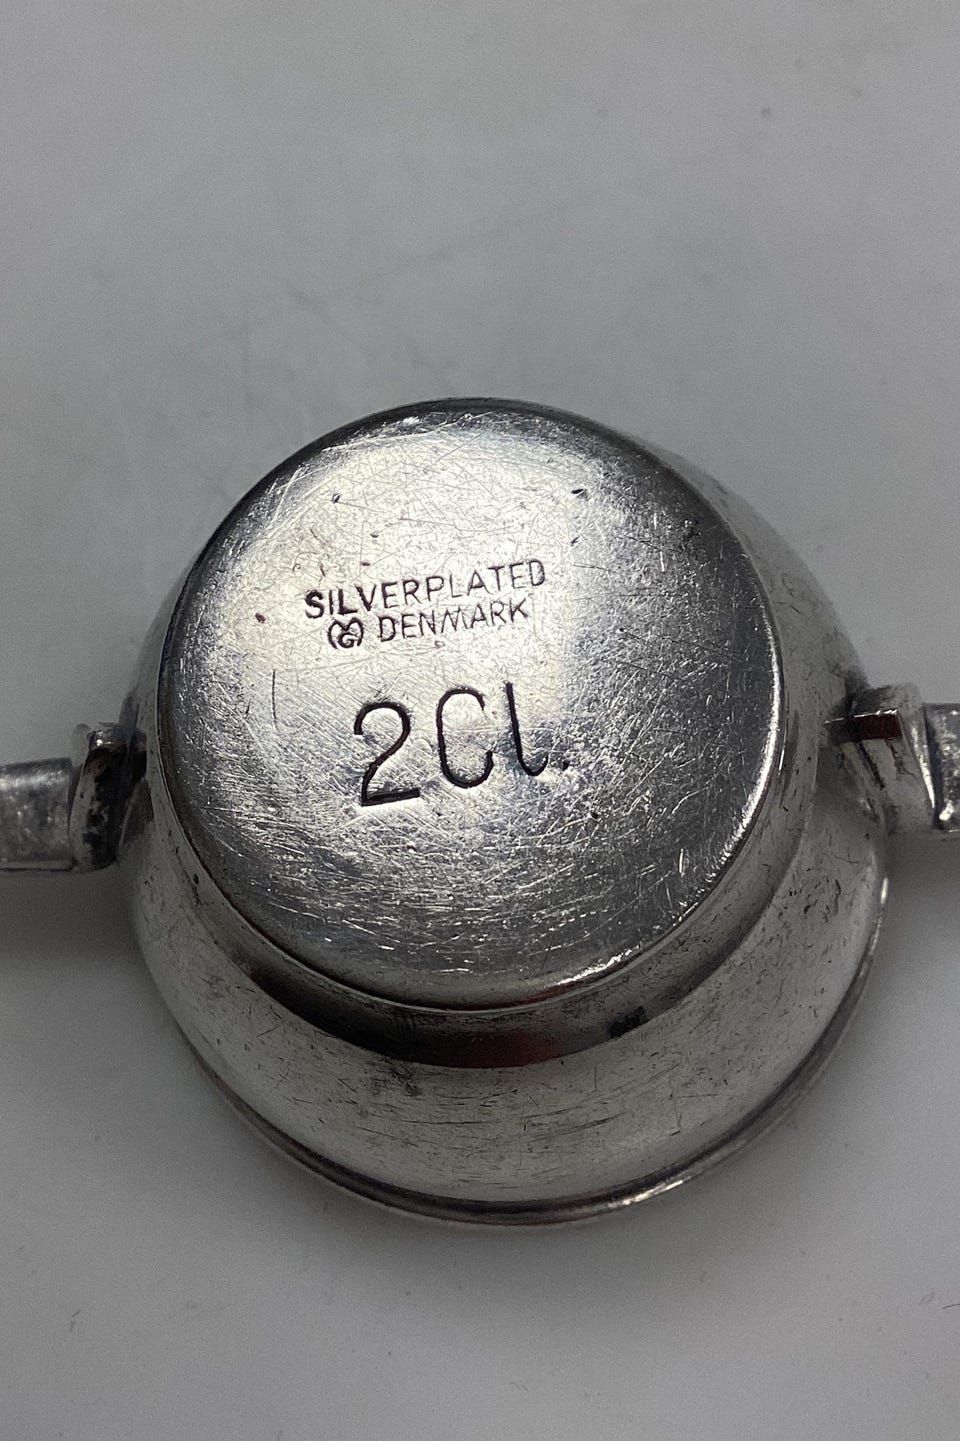 SILVERPLATED
DENMARK
2Cl.